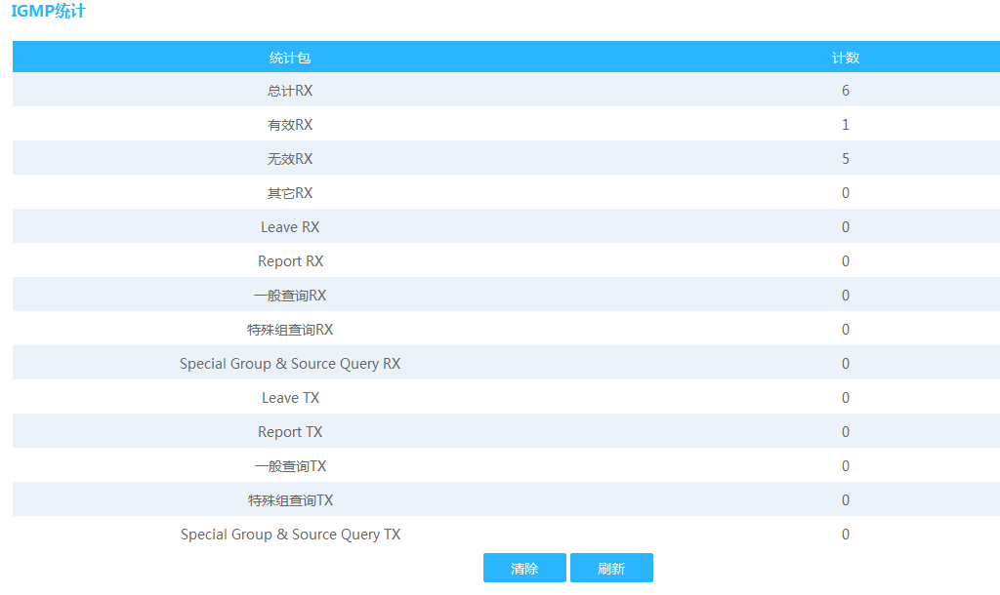 IGMP统计
统计包 计数
总计RX 6
有效RX 1
无效RX 5
其它RX 0
Leave RX 0
Report RX 0
一般查询RX 0
特殊组查询RX 0
Special Group & Source Query RX 0
Leave TX 0
Report TX 0
一般查询TX 0
特殊组查询TX 0
Special Group & Source Query TX 0
清除 刷新